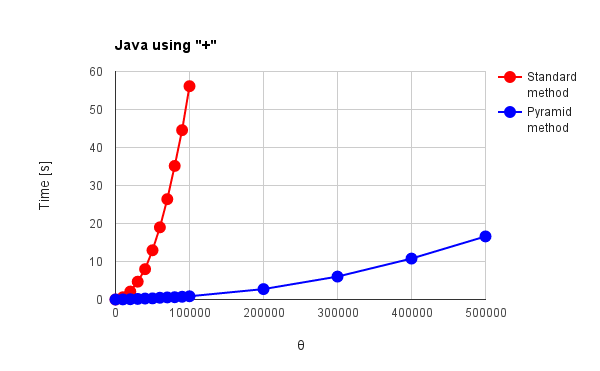 Java using "+"
60
50
40
30
20
10
0
Time [s]
0 100000 200000 300000 400000 500000
θ
Standard
method
Pyramid
method